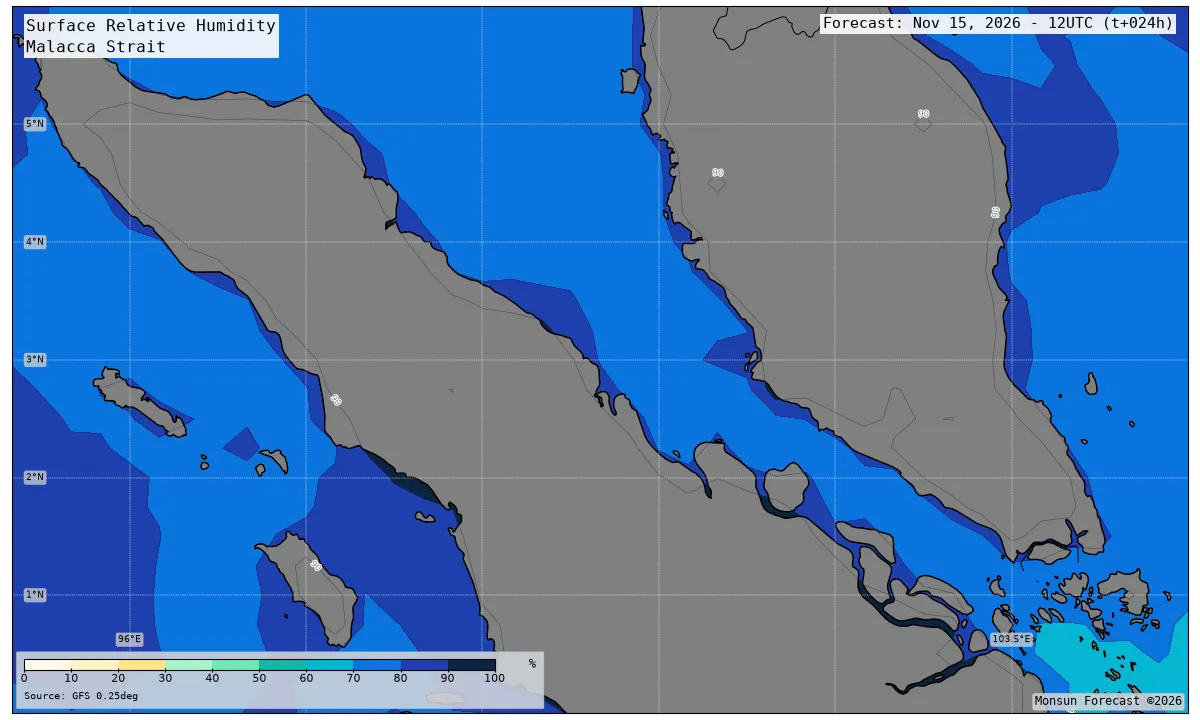 Surface Relative Humidity
Malacca Strait
Forecast: Nov 15, 2026 - 12UTC (t+024h)
90
5°N
90
90
4°N
3°N
90
2°N
90
1°N
96°E
103.5°E
%
0 10 20 30 40 50 60 70 80 90 100
Source: GFS 0.25deg
Monsun Forecast ©2026